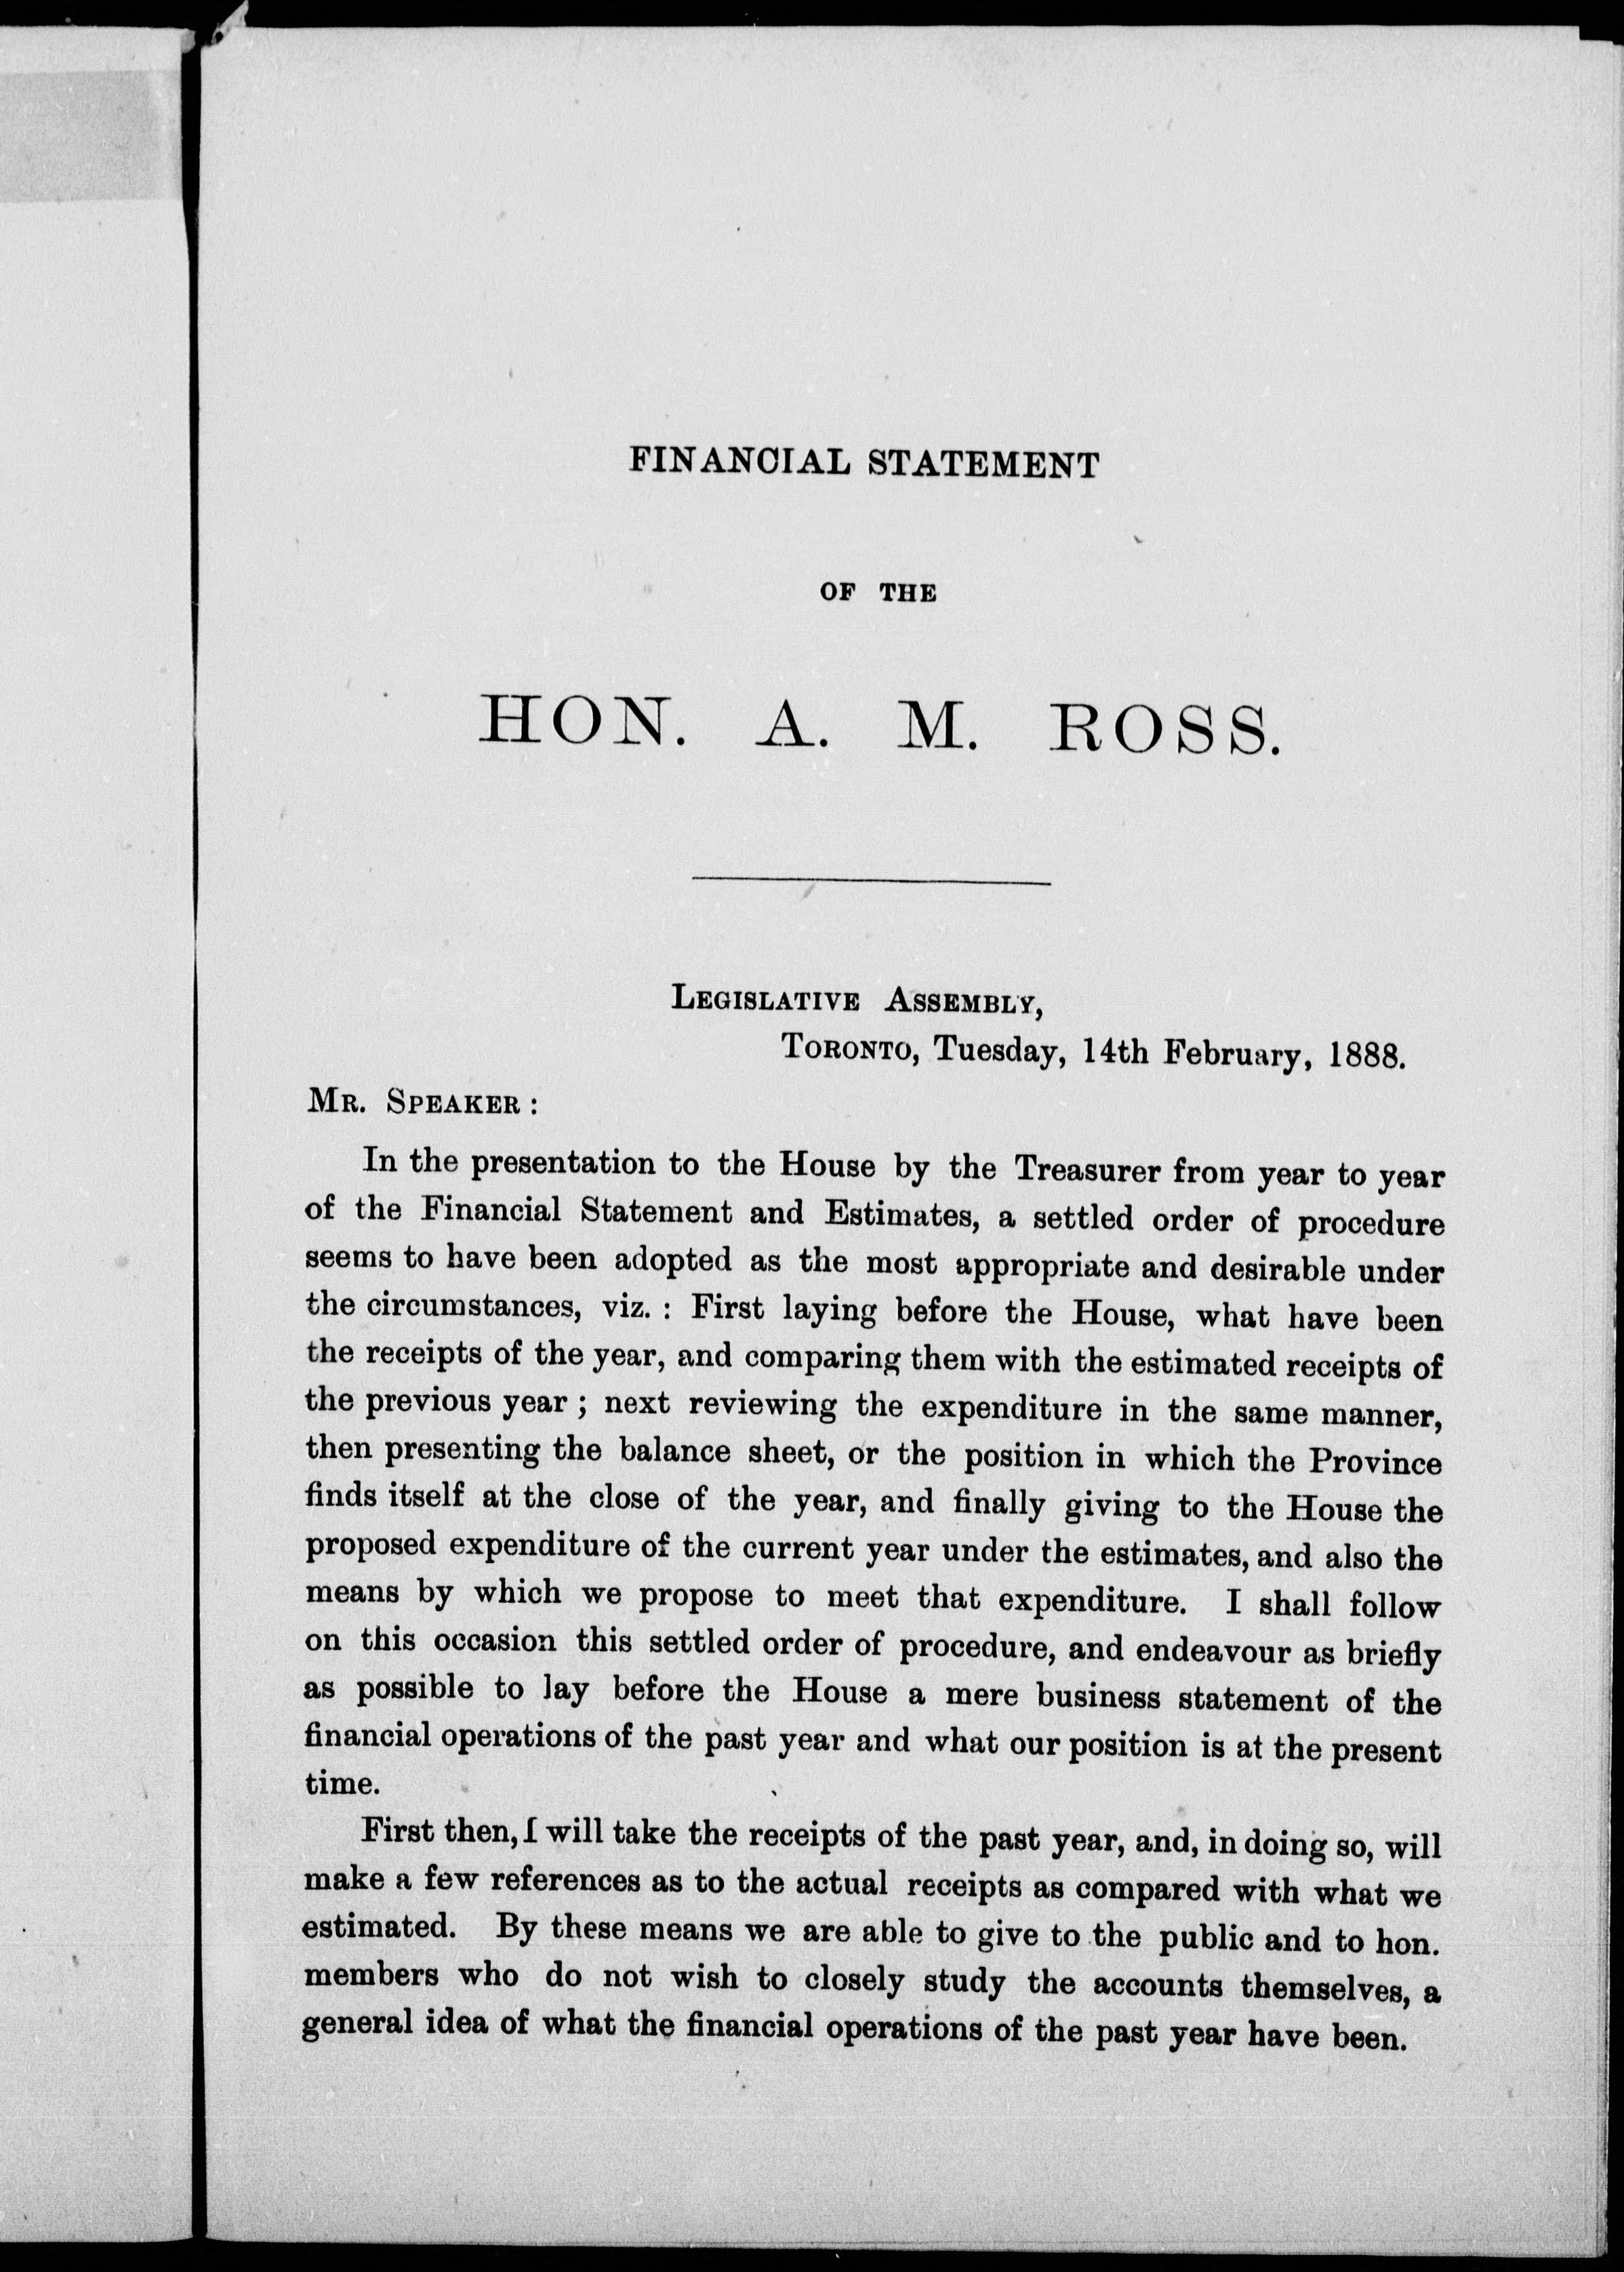 FINANCIAL STATEMENT
OF THE
HON. A. M. ROSS.
LEGISLATIVE ASSEMBLY,
TORONTO, Tuesday, 14th February, 1888.
MR. SPEAKER :
In the presentation to the House by the Treasurer from year to year
of the Financial Statement and Estimates, a settled order of procedure
seems to have been adopted as the most appropriate and desirable under
the circumstances, viz. : First laying before the House, what have been
the receipts of the year, and comparing them with the estimated receipts of
the previous year ; next reviewing the expenditure in the same manner,
then presenting the balance sheet, or the position in which the Province
finds itself at the close of the year, and finally giving to the House the
proposed expenditure of the current year under the estimates, and also the
means by which we propose to meet that expenditure. I shall follow
on this occasion this settled order of procedure, and endeavour as briefly
as possible to lay before the House a mere business statement of the
financial operations of the past year and what our position is at the present
time.
First then, I will take the receipts of the past year, and, in doing so, will
make a few references as to the actual receipts as compared with what we
estimated. By these means we are able to give to the public and to hon.
members who do not wish to closely study the accounts themselves, a
general idea of what the financial operations of the past year have been.